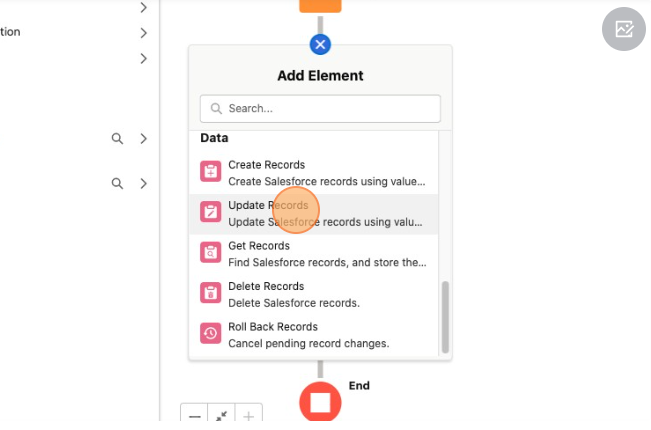 tion
Add Element
Search...
Data
Create Records
Create Salesforce records using value...
Update Records
Update Salesforce records using valu...
Get Records
Find Salesforce records, and store the...
Delete Records
Delete Salesforce records.
Roll Back Records
Cancel pending record changes.
End